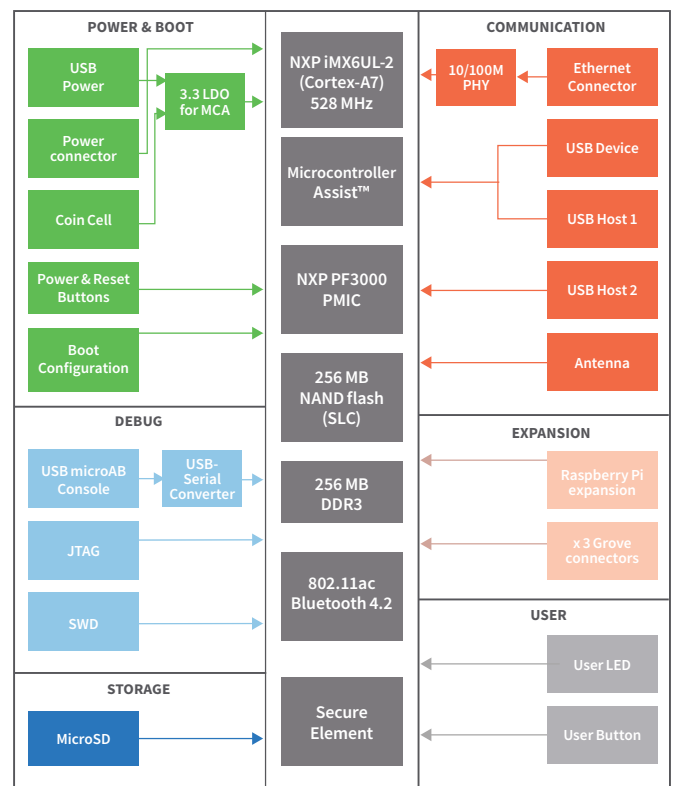 POWER & BOOT
USB
Power
3.3 LDO
for MCA
Power
connector
Coin Cell
Power & Reset
Buttons
Boot
Configuration
DEBUG
USB microAB
Console
USB-
Serial
Converter
JTAG
SWD
STORAGE
MicroSD
NXP iMX6UL-2
(Cortex-A7)
528 MHz
Microcontroller
Assist™
NXP PF3000
PMIC
256 MB
NAND flash
(SLC)
256 MB
DDR3
802.11ac
Bluetooth 4.2
Secure
Element
COMMUNICATION
10/100M
PHY
Ethernet
Connector
USB Device
USB Host 1
USB Host 2
Antenna
EXPANSION
Raspberry Pi
expansion
x 3 Grove
connectors
USER
User LED
User Button